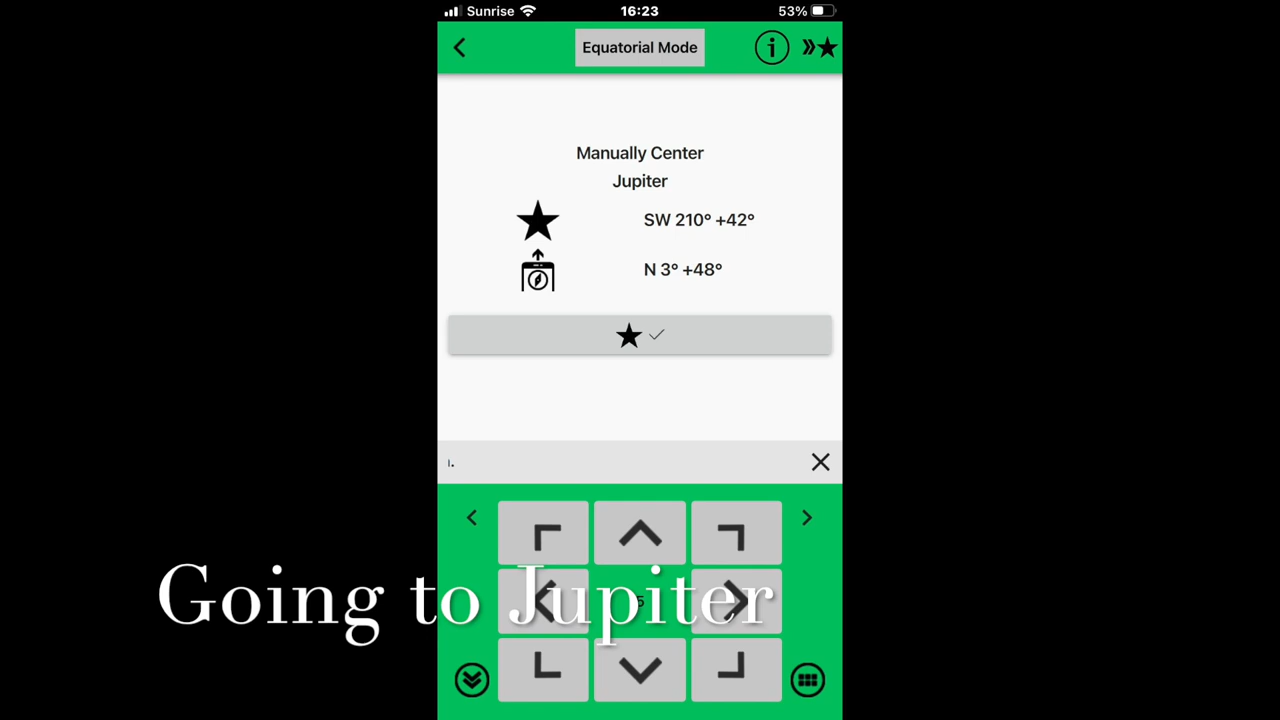 Sunrise 16:23 53%
Equatorial Mode
Manually Center
Jupiter
SW 210° +42°
N 3° +48°
Going to Jupiter